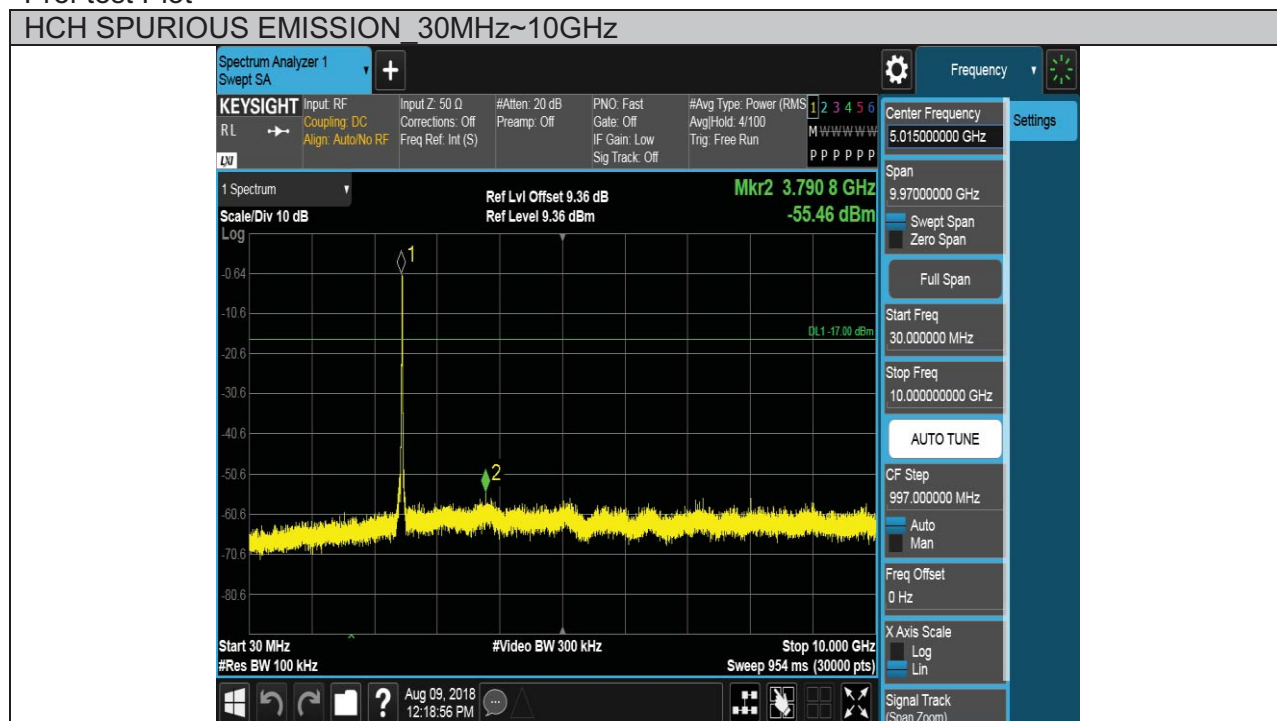 HCH SPURIOUS EMISSION_30MHz~10GHz
Spectrum Analyzer 1
Swept SA
+
Frequency
KEYSIGHT
RL
LXI
Input: RF
Coupling: DC
Align: Auto/No RF
Input Z: 50 Ω
Corrections: Off
Freq Ref: Int (S)
#Atten: 20 dB
Preamp: Off
PNO: Fast
Gate: Off
IF Gain: Low
Sig Track: Off
#Avg Type: Power (RMS
Avg|Hold: 4/100
Trig: Free Run
1 2 3 4 5 6
M W W W W W
P P P P P P
1 Spectrum
Scale/Div 10 dB
Log
Ref Lvl Offset 9.36 dB
Ref Level 9.36 dBm
Mkr2 3.790 8 GHz
-55.46 dBm
1
-0.64
-10.6
DL1 -17.00 dBm
-20.6
-30.6
-40.6
-50.6
2
-60.6
-70.6
-80.6
Start 30 MHz
#Video BW 300 kHz
Stop 10.000 GHz
#Res BW 100 kHz
Sweep 954 ms (30000 pts)
?
Aug 09, 2018
12:18:56 PM
Center Frequency
5.015000000 GHz
Settings
Span
9.97000000 GHz
Swept Span
Zero Span
Full Span
Start Freq
30.000000 MHz
Stop Freq
10.000000000 GHz
AUTO TUNE
CF Step
997.000000 MHz
Auto
Man
Freq Offset
0 Hz
X Axis Scale
Log
Lin
Signal Track
(Span Zoom)